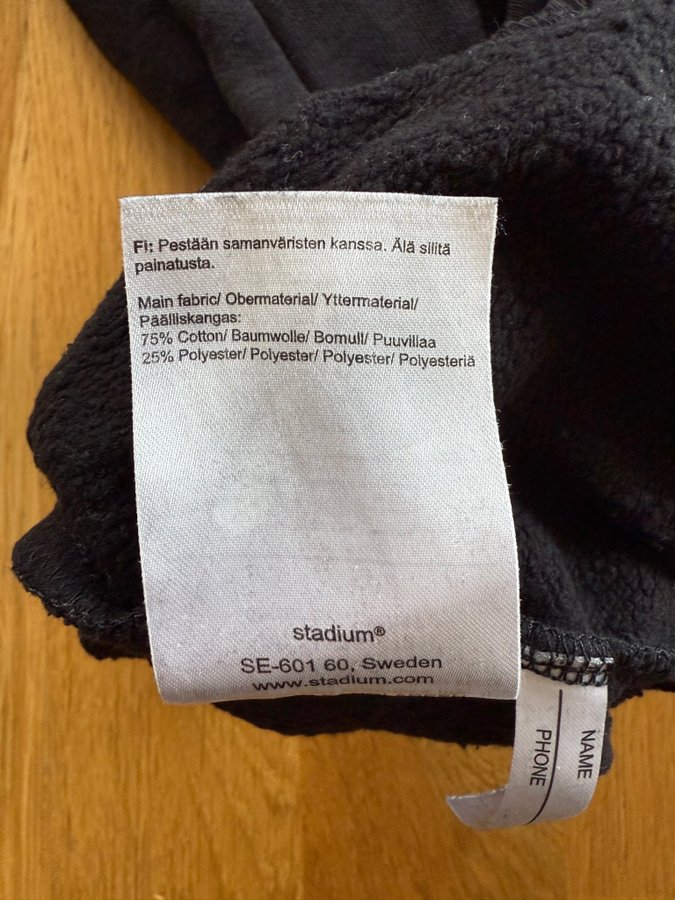 FI: Pestään samanväristen kanssa. Älä silitä
painatusta.
Main fabric/ Obermaterial/ Yttermaterial/
Päälliskangas:
75% Cotton/ Baumwolle/ Bomull/ Puuvillaa
25% Polyester/ Polyester/ Polyester/ Polyesteriä
stadium®
SE-601 60, Sweden
www.stadium.com
NAME
PHONE